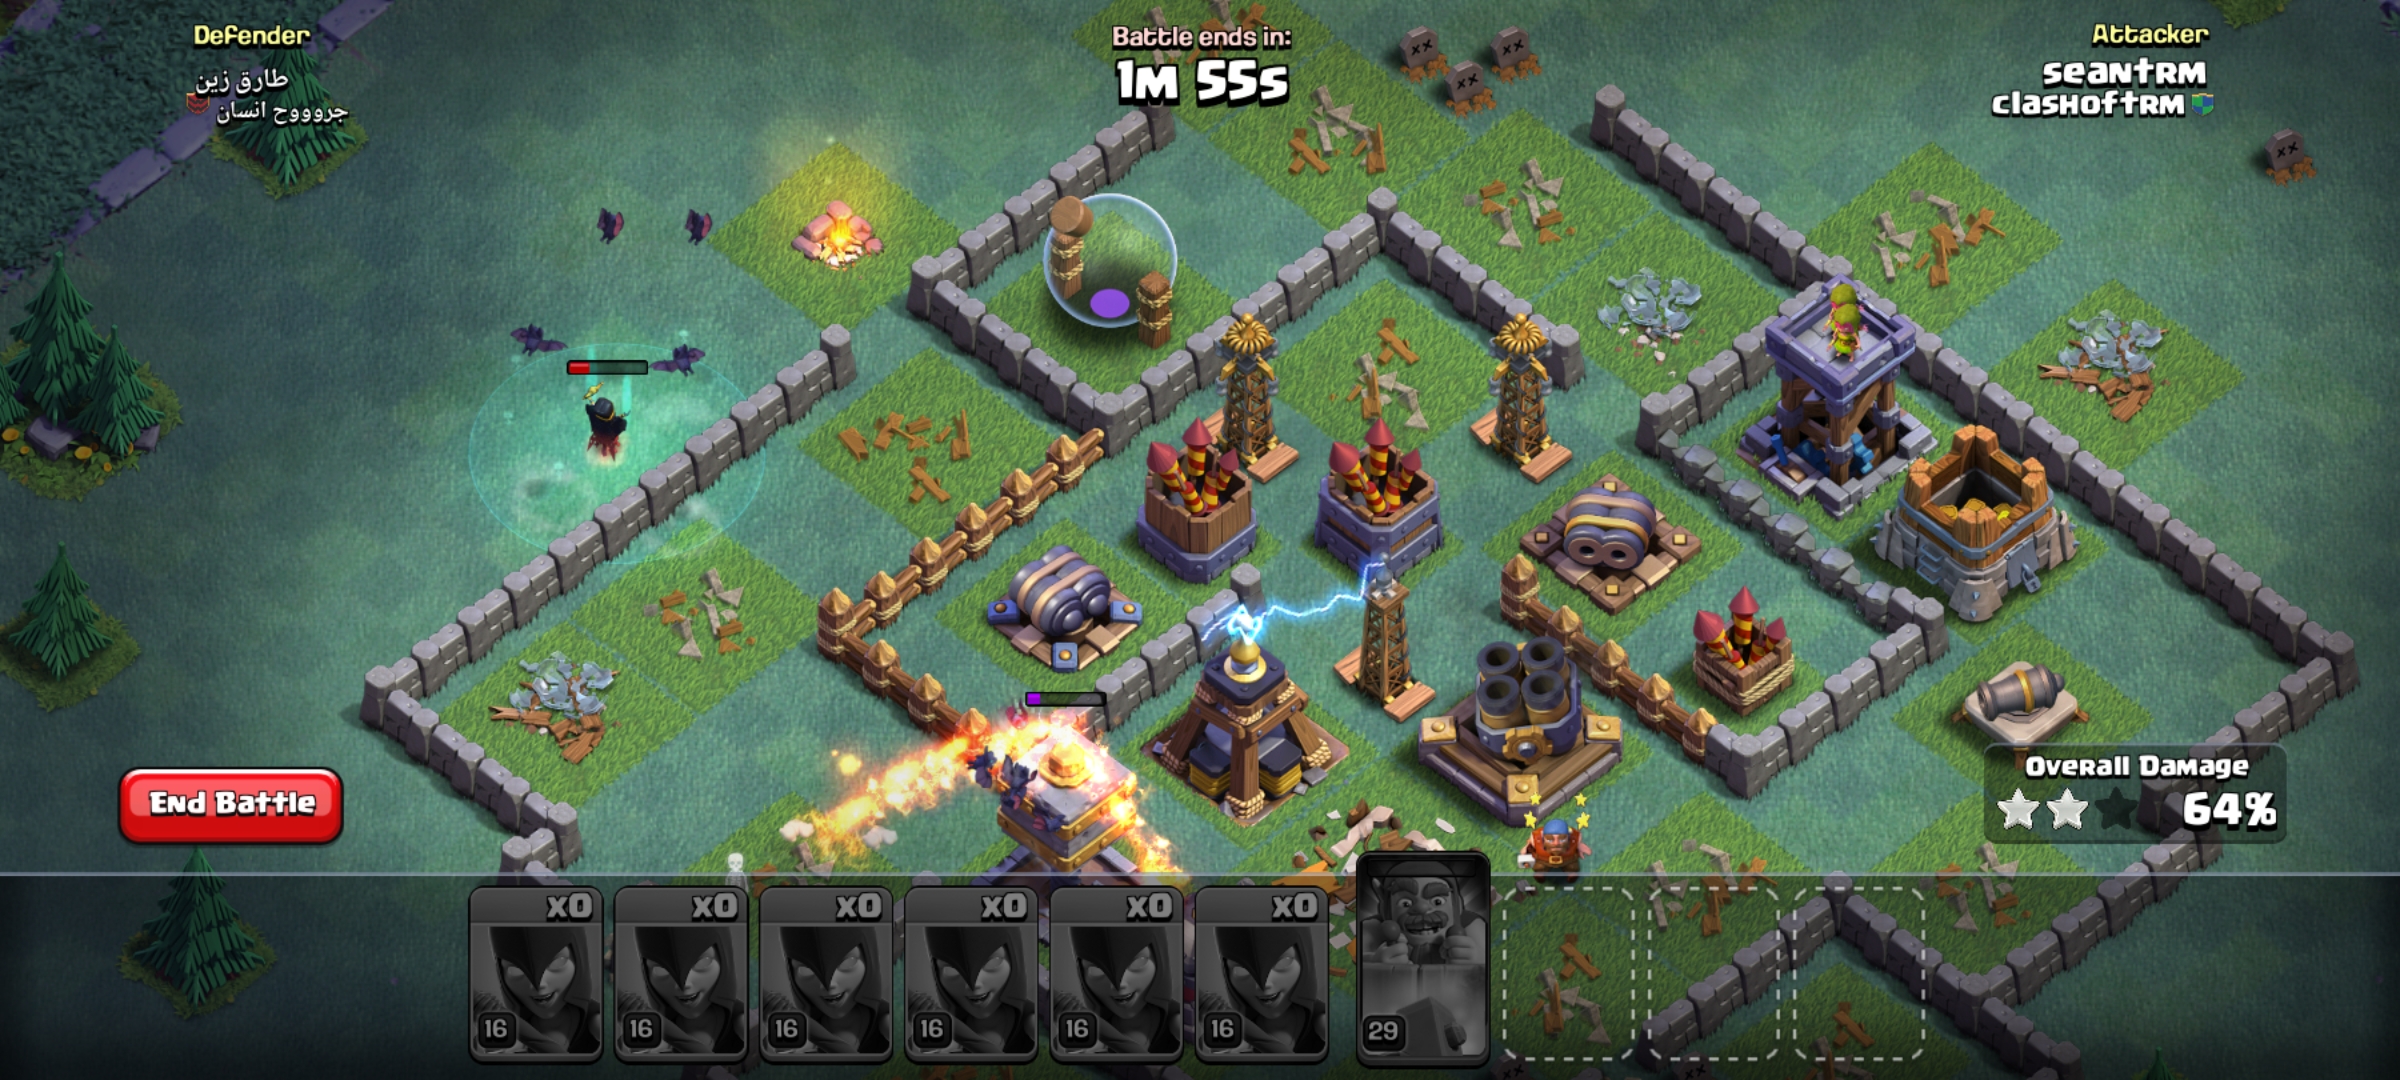 Defender
طارق زين
جروووح انسان
Battle ends in:
1M 55s
Attacker
seantRM
clashoftRM
End Battle
Overall Damage
64%
x0
x0
x0
x0
x0
x0
16
16
16
16
16
16
29